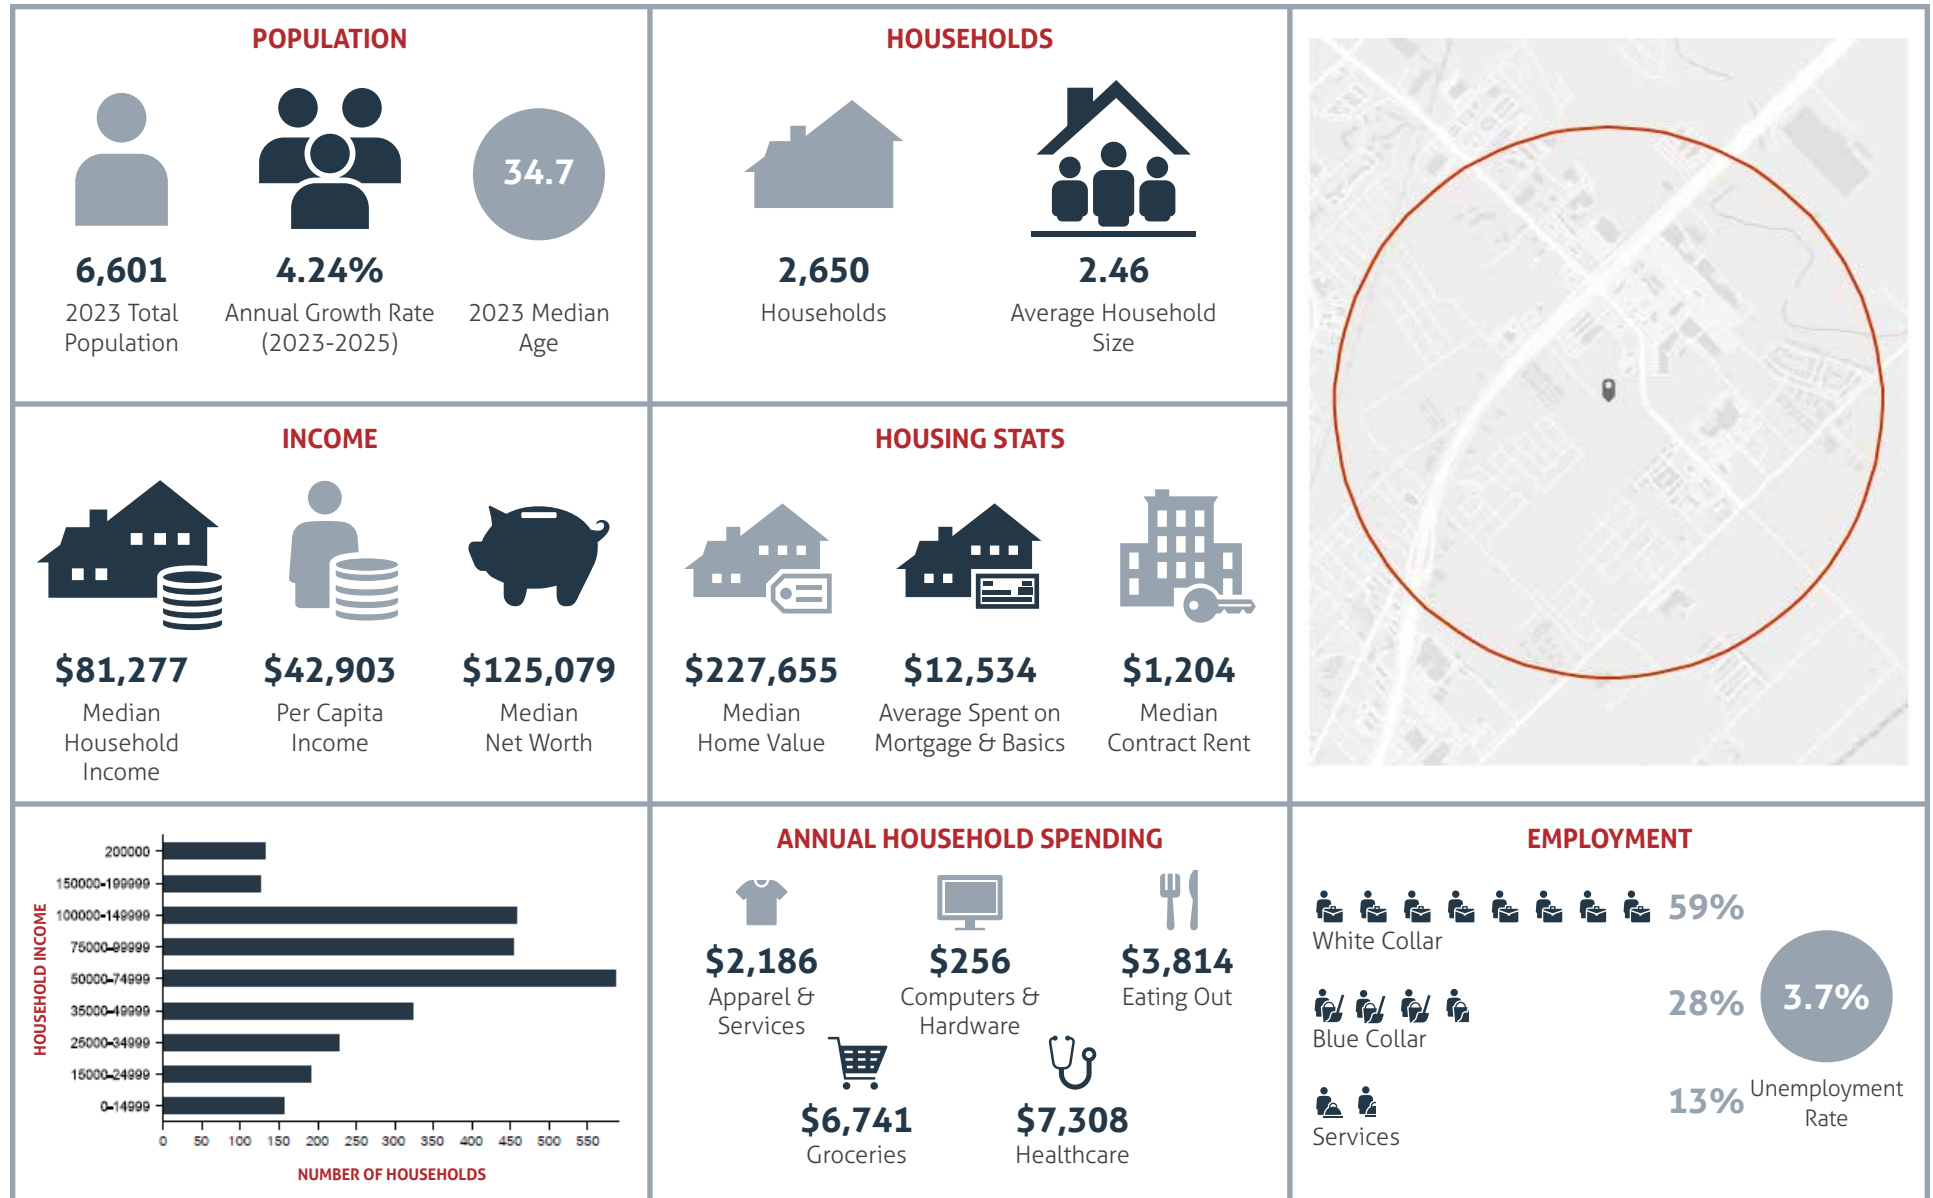 POPULATION
34.7
6,601
4.24%
2023 Total
Population
Annual Growth Rate
(2023-2025)
2023 Median
Age
HOUSEHOLDS
2,650
Households
2.46
Average Household
Size
INCOME
$81,277
Median
Household
Income
$42,903
Per Capita
Income
$125,079
Median
Net Worth
HOUSING STATS
$227,655
Median
Home Value
$12,534
Average Spent on
Mortgage & Basics
$1,204
Median
Contract Rent
HOUSEHOLD INCOME
200000
150000-199999
100000-149999
75000-99999
50000-74999
35000-49999
25000-34999
15000-24999
0-14999
0 50 100 150 200 250 300 350 400 450 500 550
NUMBER OF HOUSEHOLDS
ANNUAL HOUSEHOLD SPENDING
$2,186
Apparel &
Services
$256
Computers &
Hardware
$3,814
Eating Out
$6,741
Groceries
$7,308
Healthcare
EMPLOYMENT
59%
White Collar
28%
Blue Collar
13%
Services
3.7%
Unemployment
Rate